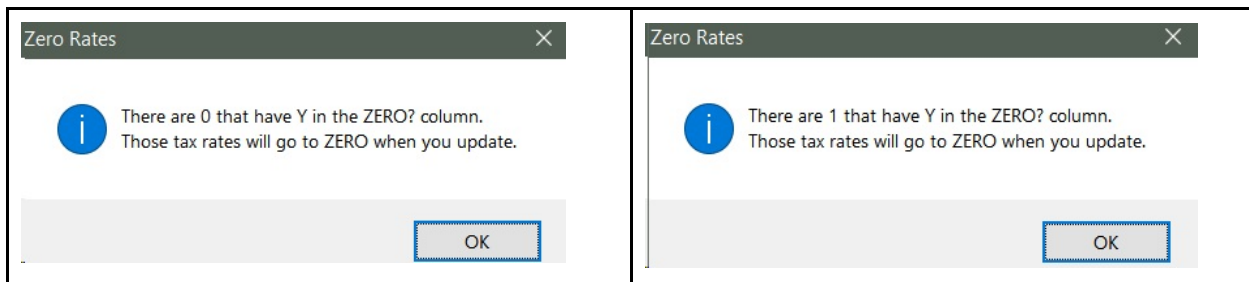 Zero Rates
There are 0 that have Y in the ZERO? column.
Those tax rates will go to ZERO when you update.
OK
Zero Rates
There are 1 that have Y in the ZERO? column.
Those tax rates will go to ZERO when you update.
OK